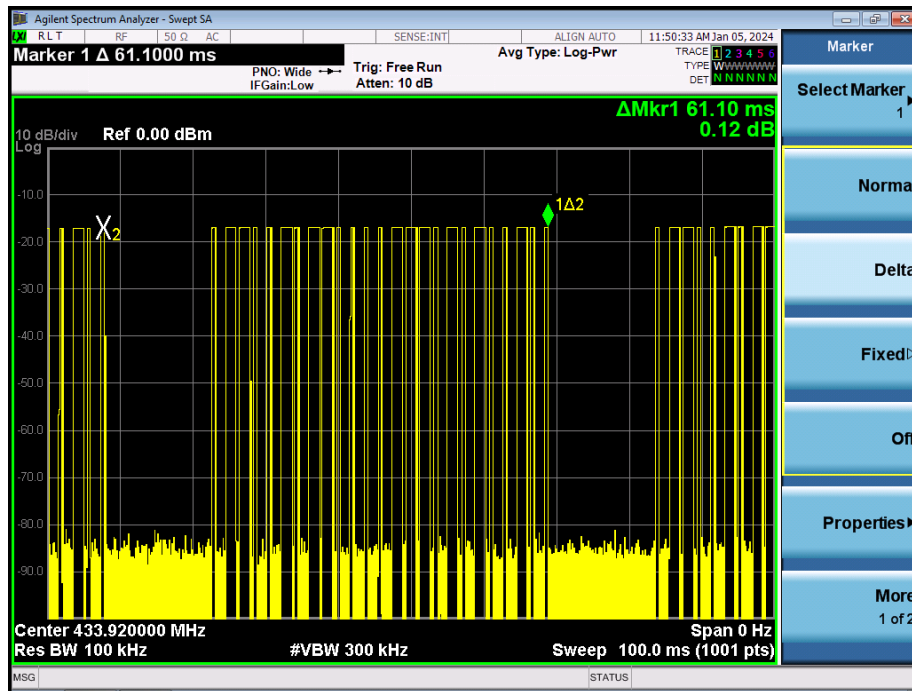 Agilent Spectrum Analyzer - Swept SA
LXI RLT RF 50 Ω AC SENSE:INT ALIGN AUTO 11:50:33 AM Jan 05, 2024
Marker 1 Δ 61.1000 ms
PNO: Wide
IFGain:Low
Trig: Free Run
Atten: 10 dB
Avg Type: Log-Pwr
TRACE 1 2 3 4 5 6
TYPE WWWWWW
DET N N N N N N
ΔMkr1 61.10 ms
0.12 dB
10 dB/div Ref 0.00 dBm
Log
-10.0
-20.0
-30.0
-40.0
-50.0
-60.0
-70.0
-80.0
-90.0
X2
1Δ2
Center 433.920000 MHz Span 0 Hz
Res BW 100 kHz #VBW 300 kHz Sweep 100.0 ms (1001 pts)
MSG STATUS
Marker
Select Marker
1
Norma
Delta
Fixed
Off
Properties
More
1 of 2